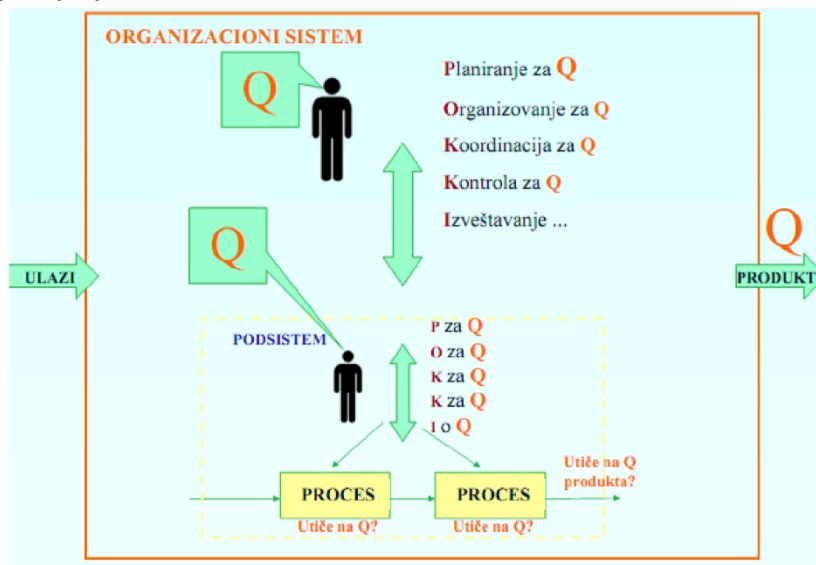 ORGANIZACIONI SISTEM
Q
Planiranje za Q
Organizovanje za Q
Koordinacija za Q
Kontrola za Q
Izveštavanje ...
Q
Q
ULAZI
PRODUKT
PODSISTEM
P za Q
O za Q
K za Q
K za Q
I o Q
Utiče na Q
produkta?
PROCES
PROCES
Utiče na Q?
Utiče na Q?